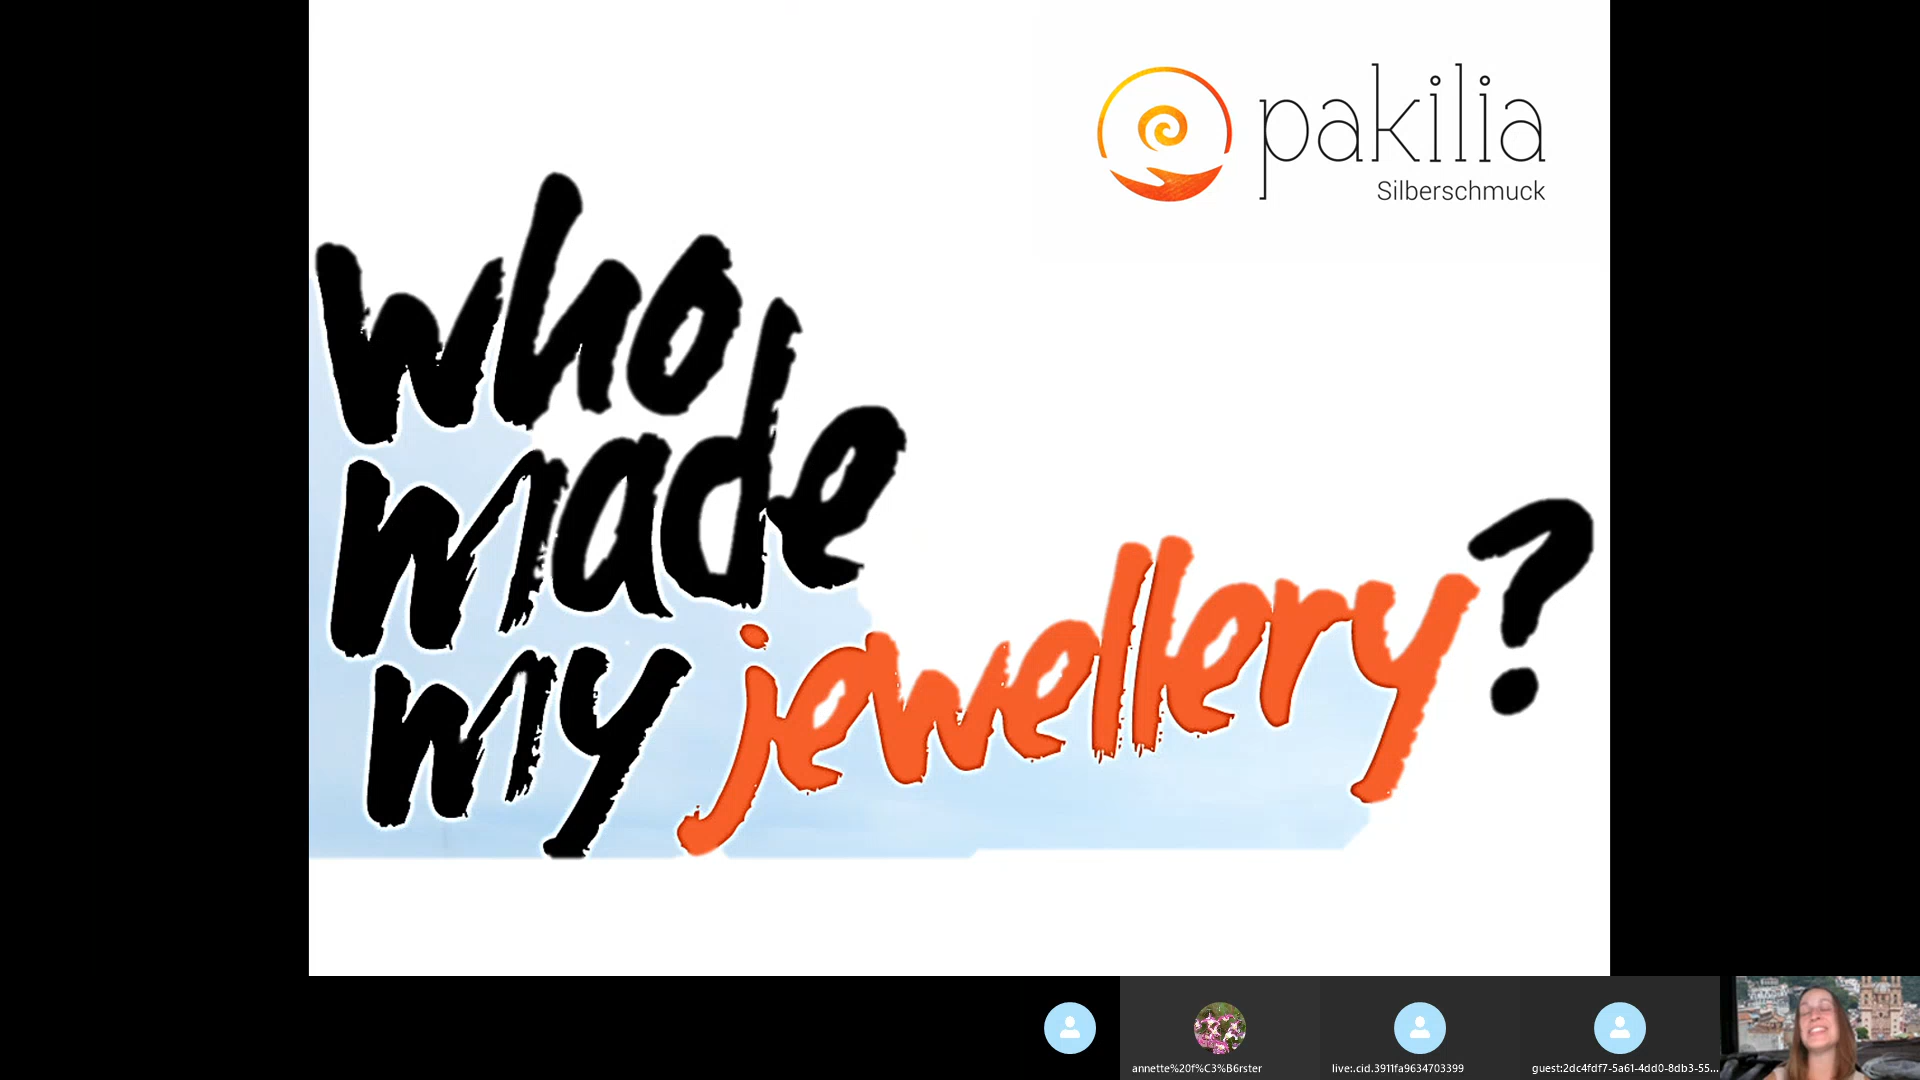 pakilia
Silberschmuck
who
made
my jewellery?
annette%20f%C3%B6rster
live:.cid.3911fa9634703399
guest:2dc4fdf7-5a61-4dd0-8db3-55...